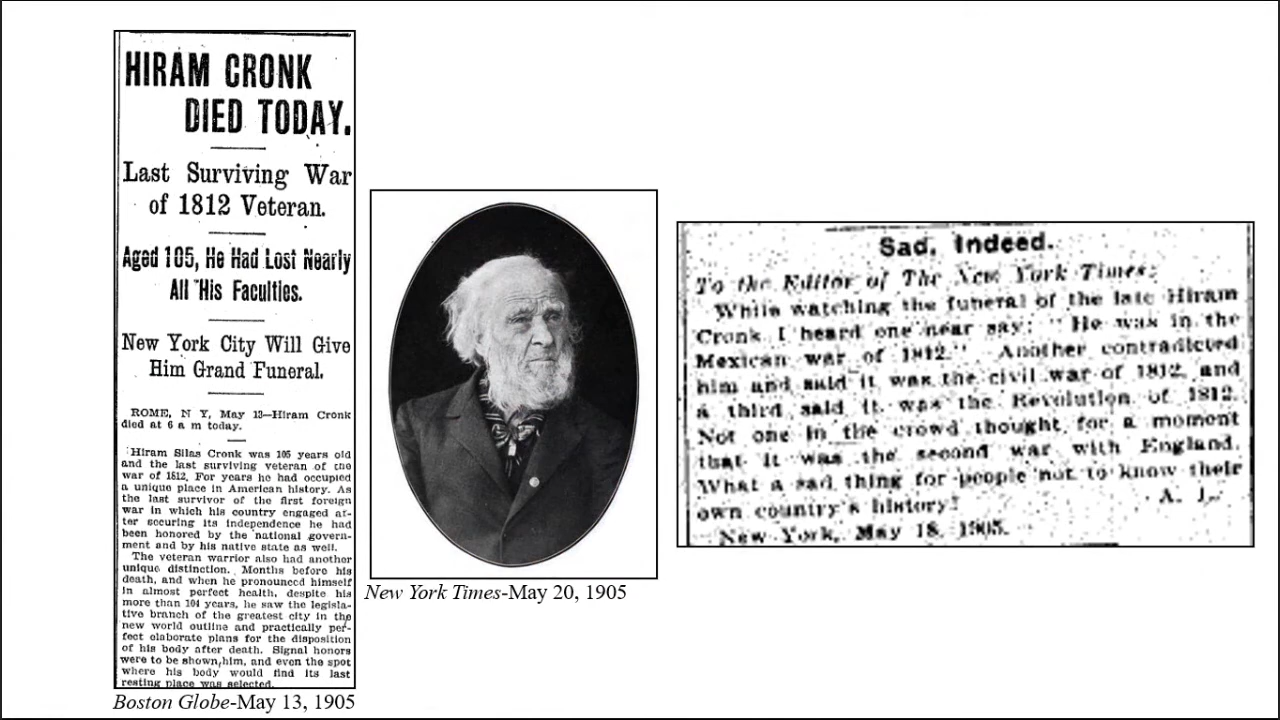 HIRAM CRONK
DIED TODAY.
Last Surviving War
of 1812 Veteran.
Aged 105, He Had Lost Nearly
All His Faculties.
New York City Will Give
Him Grand Funeral.
ROME, N Y, May 13—Hiram Cronk
died at 6 a m today.
Hiram Silas Cronk was 105 years old
and the last surviving veteran of the
war of 1812. For years he had occupied
a unique place in American history. As
the last survivor of the first foreign
war in which his country engaged af-
ter securing its independence he had
been honored by the national govern-
ment and by his native state as well.
The veteran warrior also had another
unique distinction. Months before his
death, and when he pronounced himself
in almost perfect health, despite his
more than 104 years, he saw the legisla-
tive branch of the greatest city in the
new world outline and practically per-
fect elaborate plans for the disposition
of his body after death. Signal honors
were to be shown him, and even the spot
where his body would find its last
resting place was selected.
Boston Globe-May 13, 1905
New York Times-May 20, 1905
Sad, Indeed.
To the Editor of The New York Times:
While watching the funeral of the late Hiram
Cronk I heard one near say: "He was in the
Mexican war of 1812." Another contradicted
him and said it was the civil war of 1812, and
a third said it was the Revolution of 1812.
Not one in the crowd thought for a moment
that it was the second war with England.
What a sad thing for people not to know their
own country's history!
A. L.
New York, May 18, 1905.